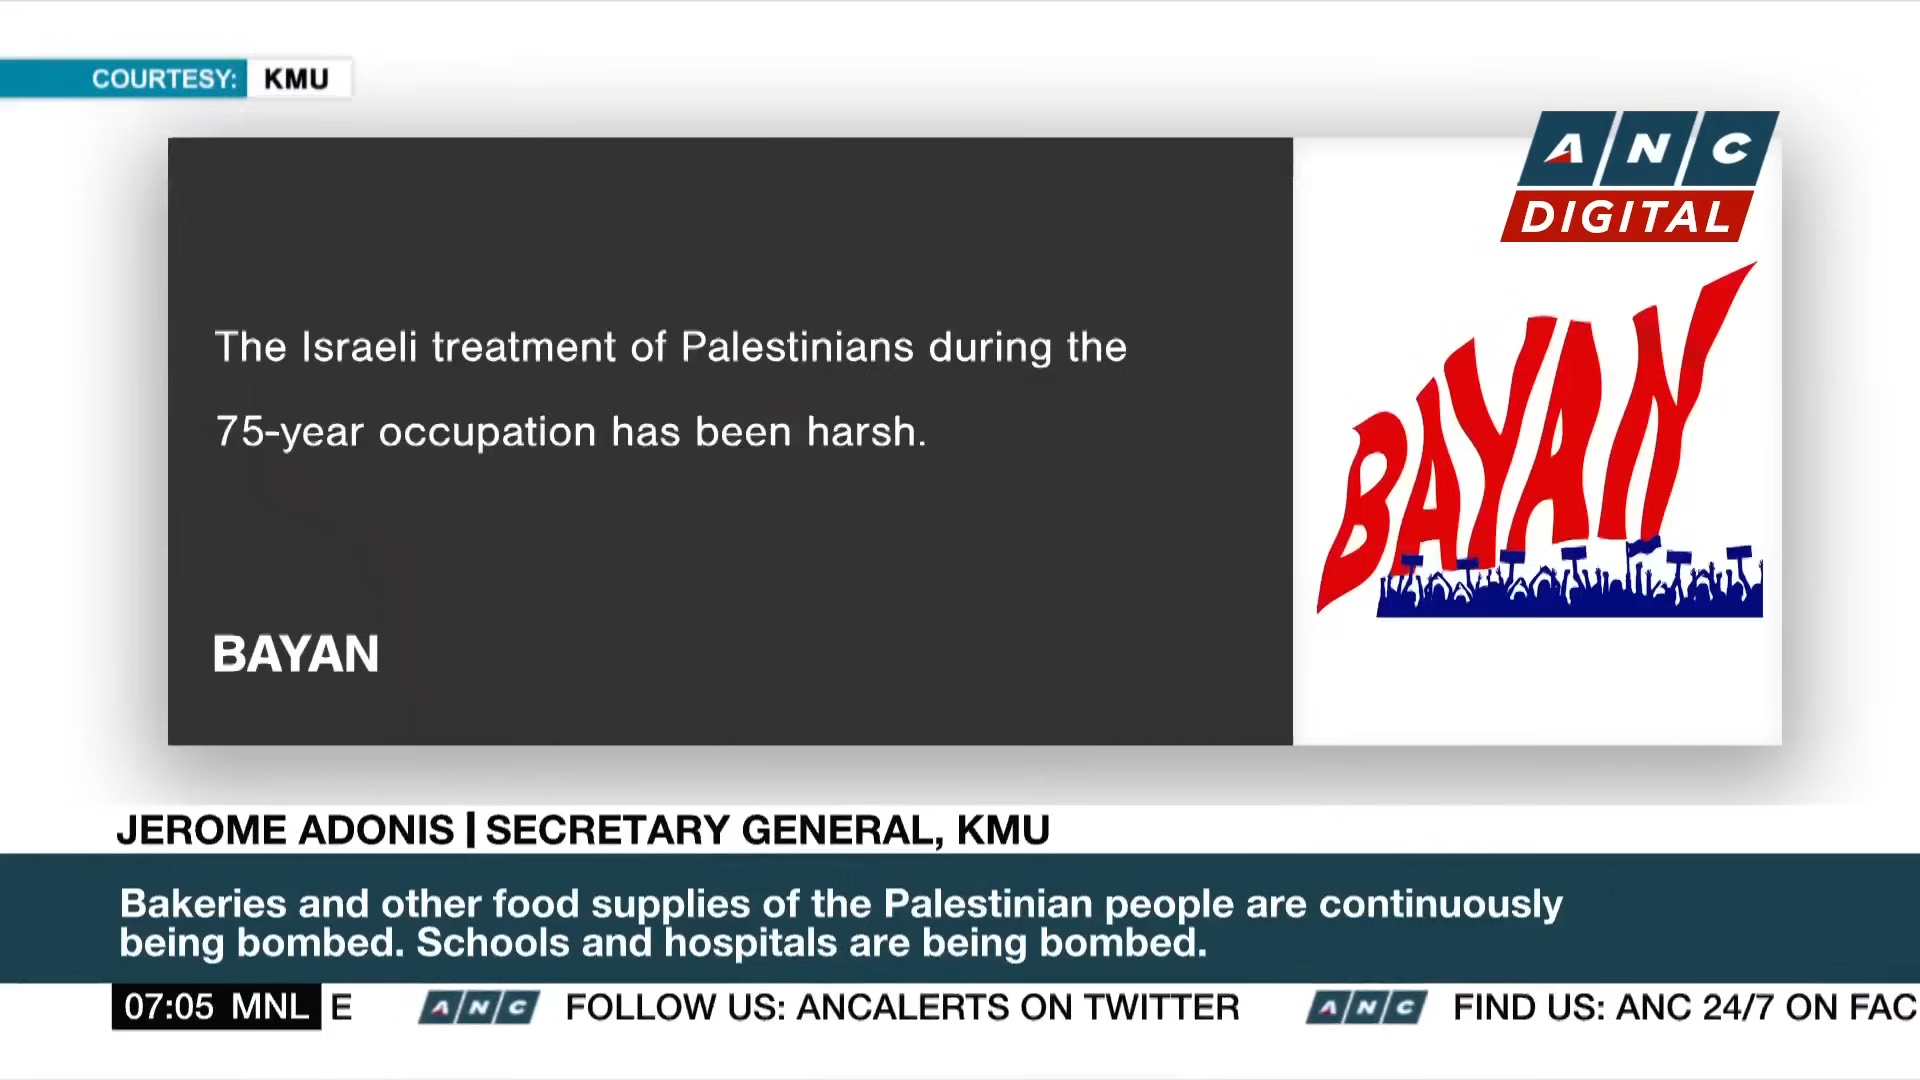 COURTESY: KMU
ANC
DIGITAL
The Israeli treatment of Palestinians during the
75-year occupation has been harsh.
BAYAN
BAYAN
JEROME ADONIS | SECRETARY GENERAL, KMU
Bakeries and other food supplies of the Palestinian people are continuously
being bombed. Schools and hospitals are being bombed.
07:05 MNL E ANC FOLLOW US: ANCALERTS ON TWITTER ANC FIND US: ANC 24/7 ON FAC